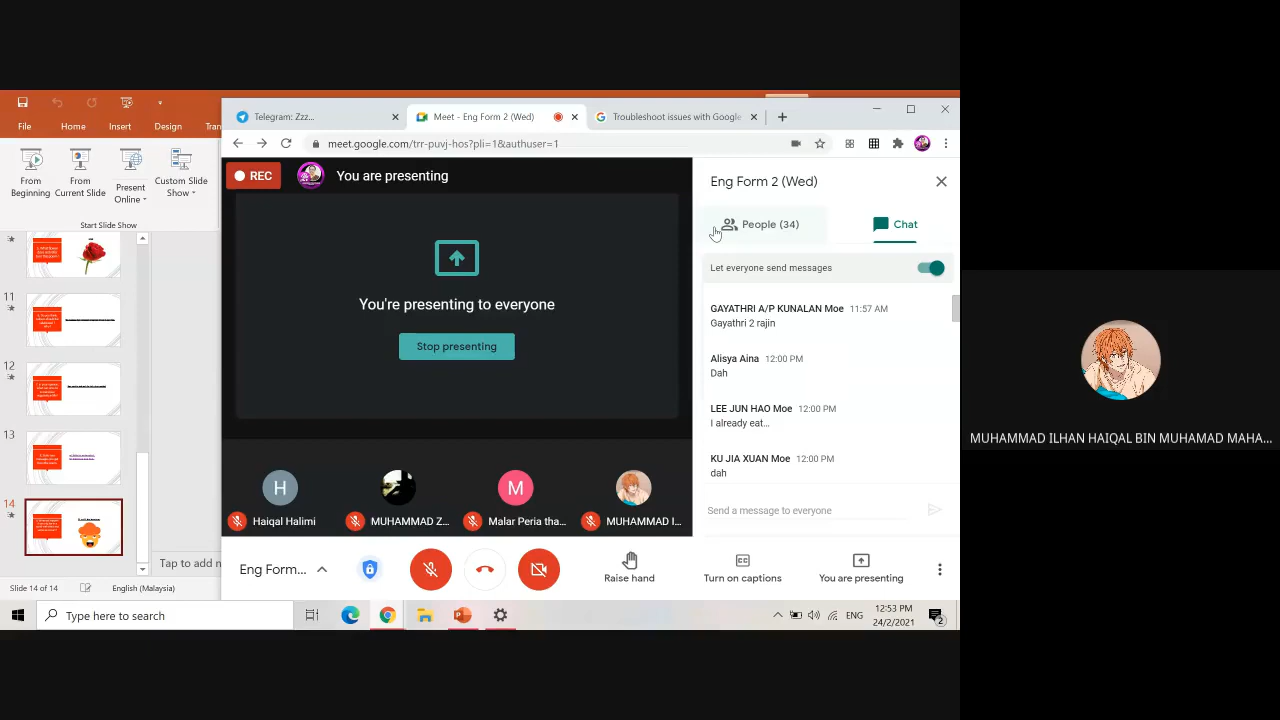 Telegram: Zzz...
Meet - Eng Form 2 (Wed)
Troubleshoot issues with Google
File Home Insert Design Tran
meet.google.com/trr-puvj-hos?pli=1&authuser=1
From Beginning
From Current Slide
Present Online
Custom Slide Show
Start Slide Show
REC
You are presenting
Eng Form 2 (Wed)
People (34)
Chat
Let everyone send messages
You're presenting to everyone
Stop presenting
GAYATHRI A/P KUNALAN Moe 11:57 AM
Gayathri 2 rajin
Alisya Aina 12:00 PM
Dah
LEE JUN HAO Moe 12:00 PM
I already eat...
KU JIA XUAN Moe 12:00 PM
dah
Send a message to everyone
11
12
13
14
H
M
Haiqal Halimi
MUHAMMAD Z...
Malar Peria tha...
MUHAMMAD I...
MUHAMMAD ILHAN HAIQAL BIN MUHAMAD MAHA...
Tap to add n
Eng Form...
Raise hand
CC
Turn on captions
You are presenting
Slide 14 of 14
English (Malaysia)
Type here to search
ENG
12:53 PM
24/2/2021
2